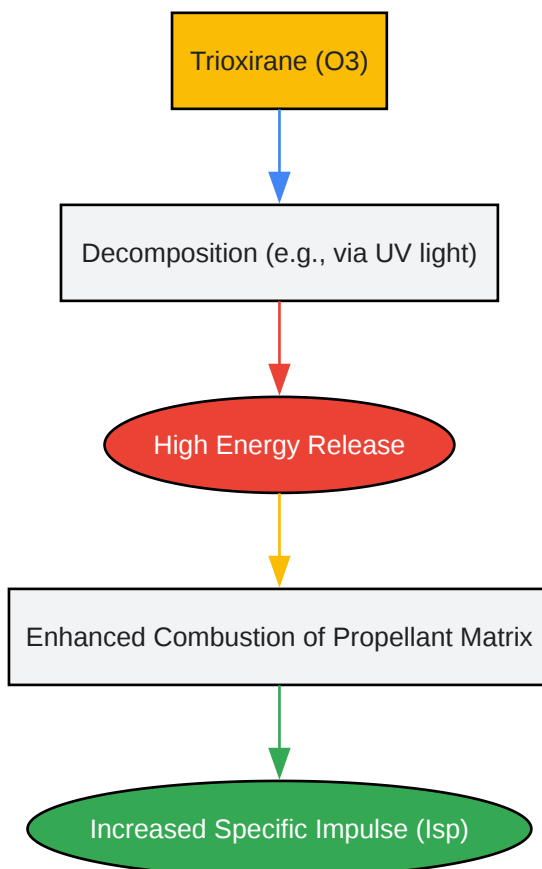 Trioxirane (O3)
Decomposition (e.g., via UV light)
High Energy Release
Enhanced Combustion of Propellant Matrix
Increased Specific Impulse (Isp)